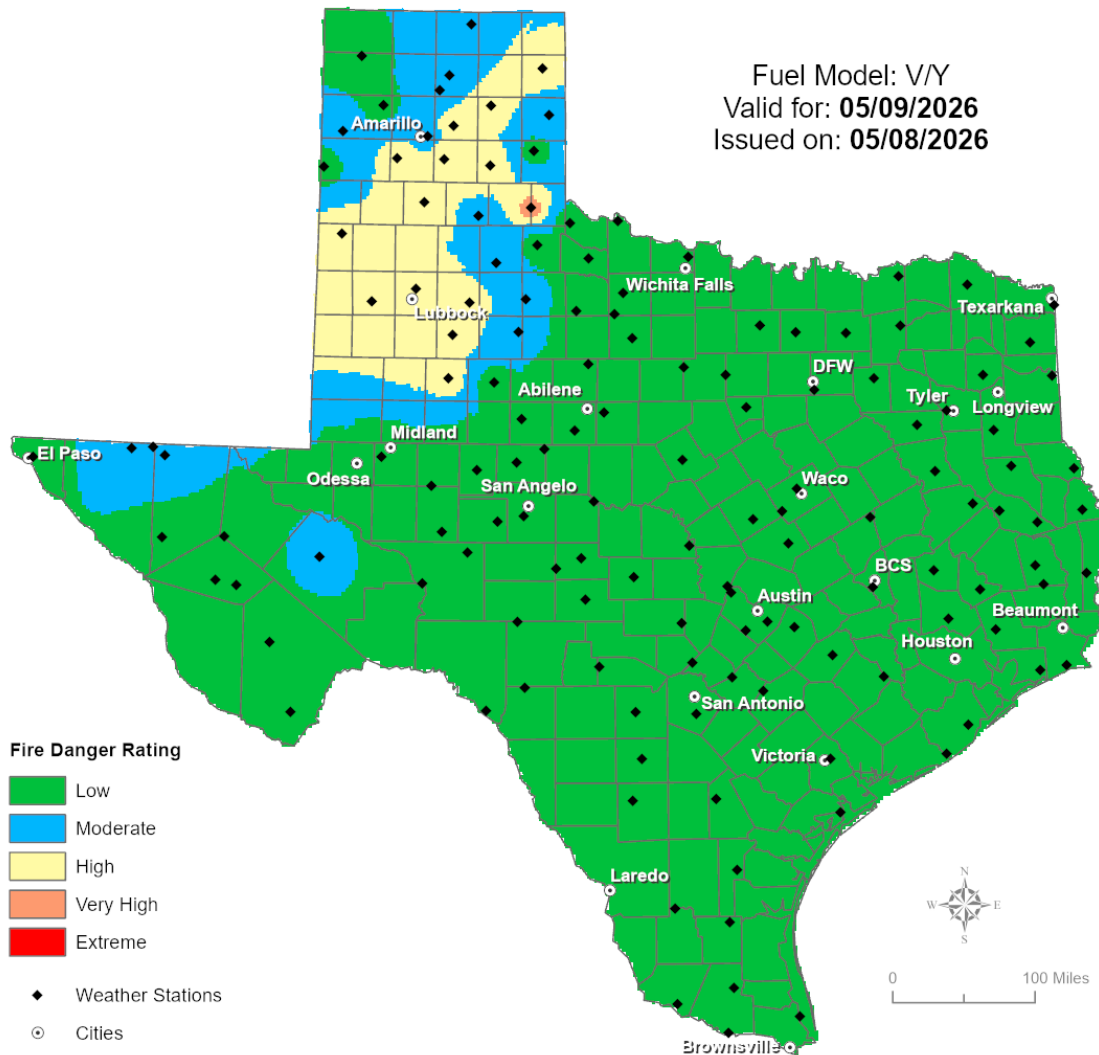 Fuel Model: V/Y
Valid for: 05/09/2026
Issued on: 05/08/2026
Amarillo
Wichita Falls
Lubbock
Texarkana
DFW
Abilene
Tyler
Longview
Midland
El Paso
Odessa
San Angelo
Waco
BCS
Austin
Beaumont
Houston
San Antonio
Victoria
Laredo
Brownsville
Fire Danger Rating
Low
Moderate
High
Very High
Extreme
Weather Stations
Cities
N
W E
S
0 100 Miles